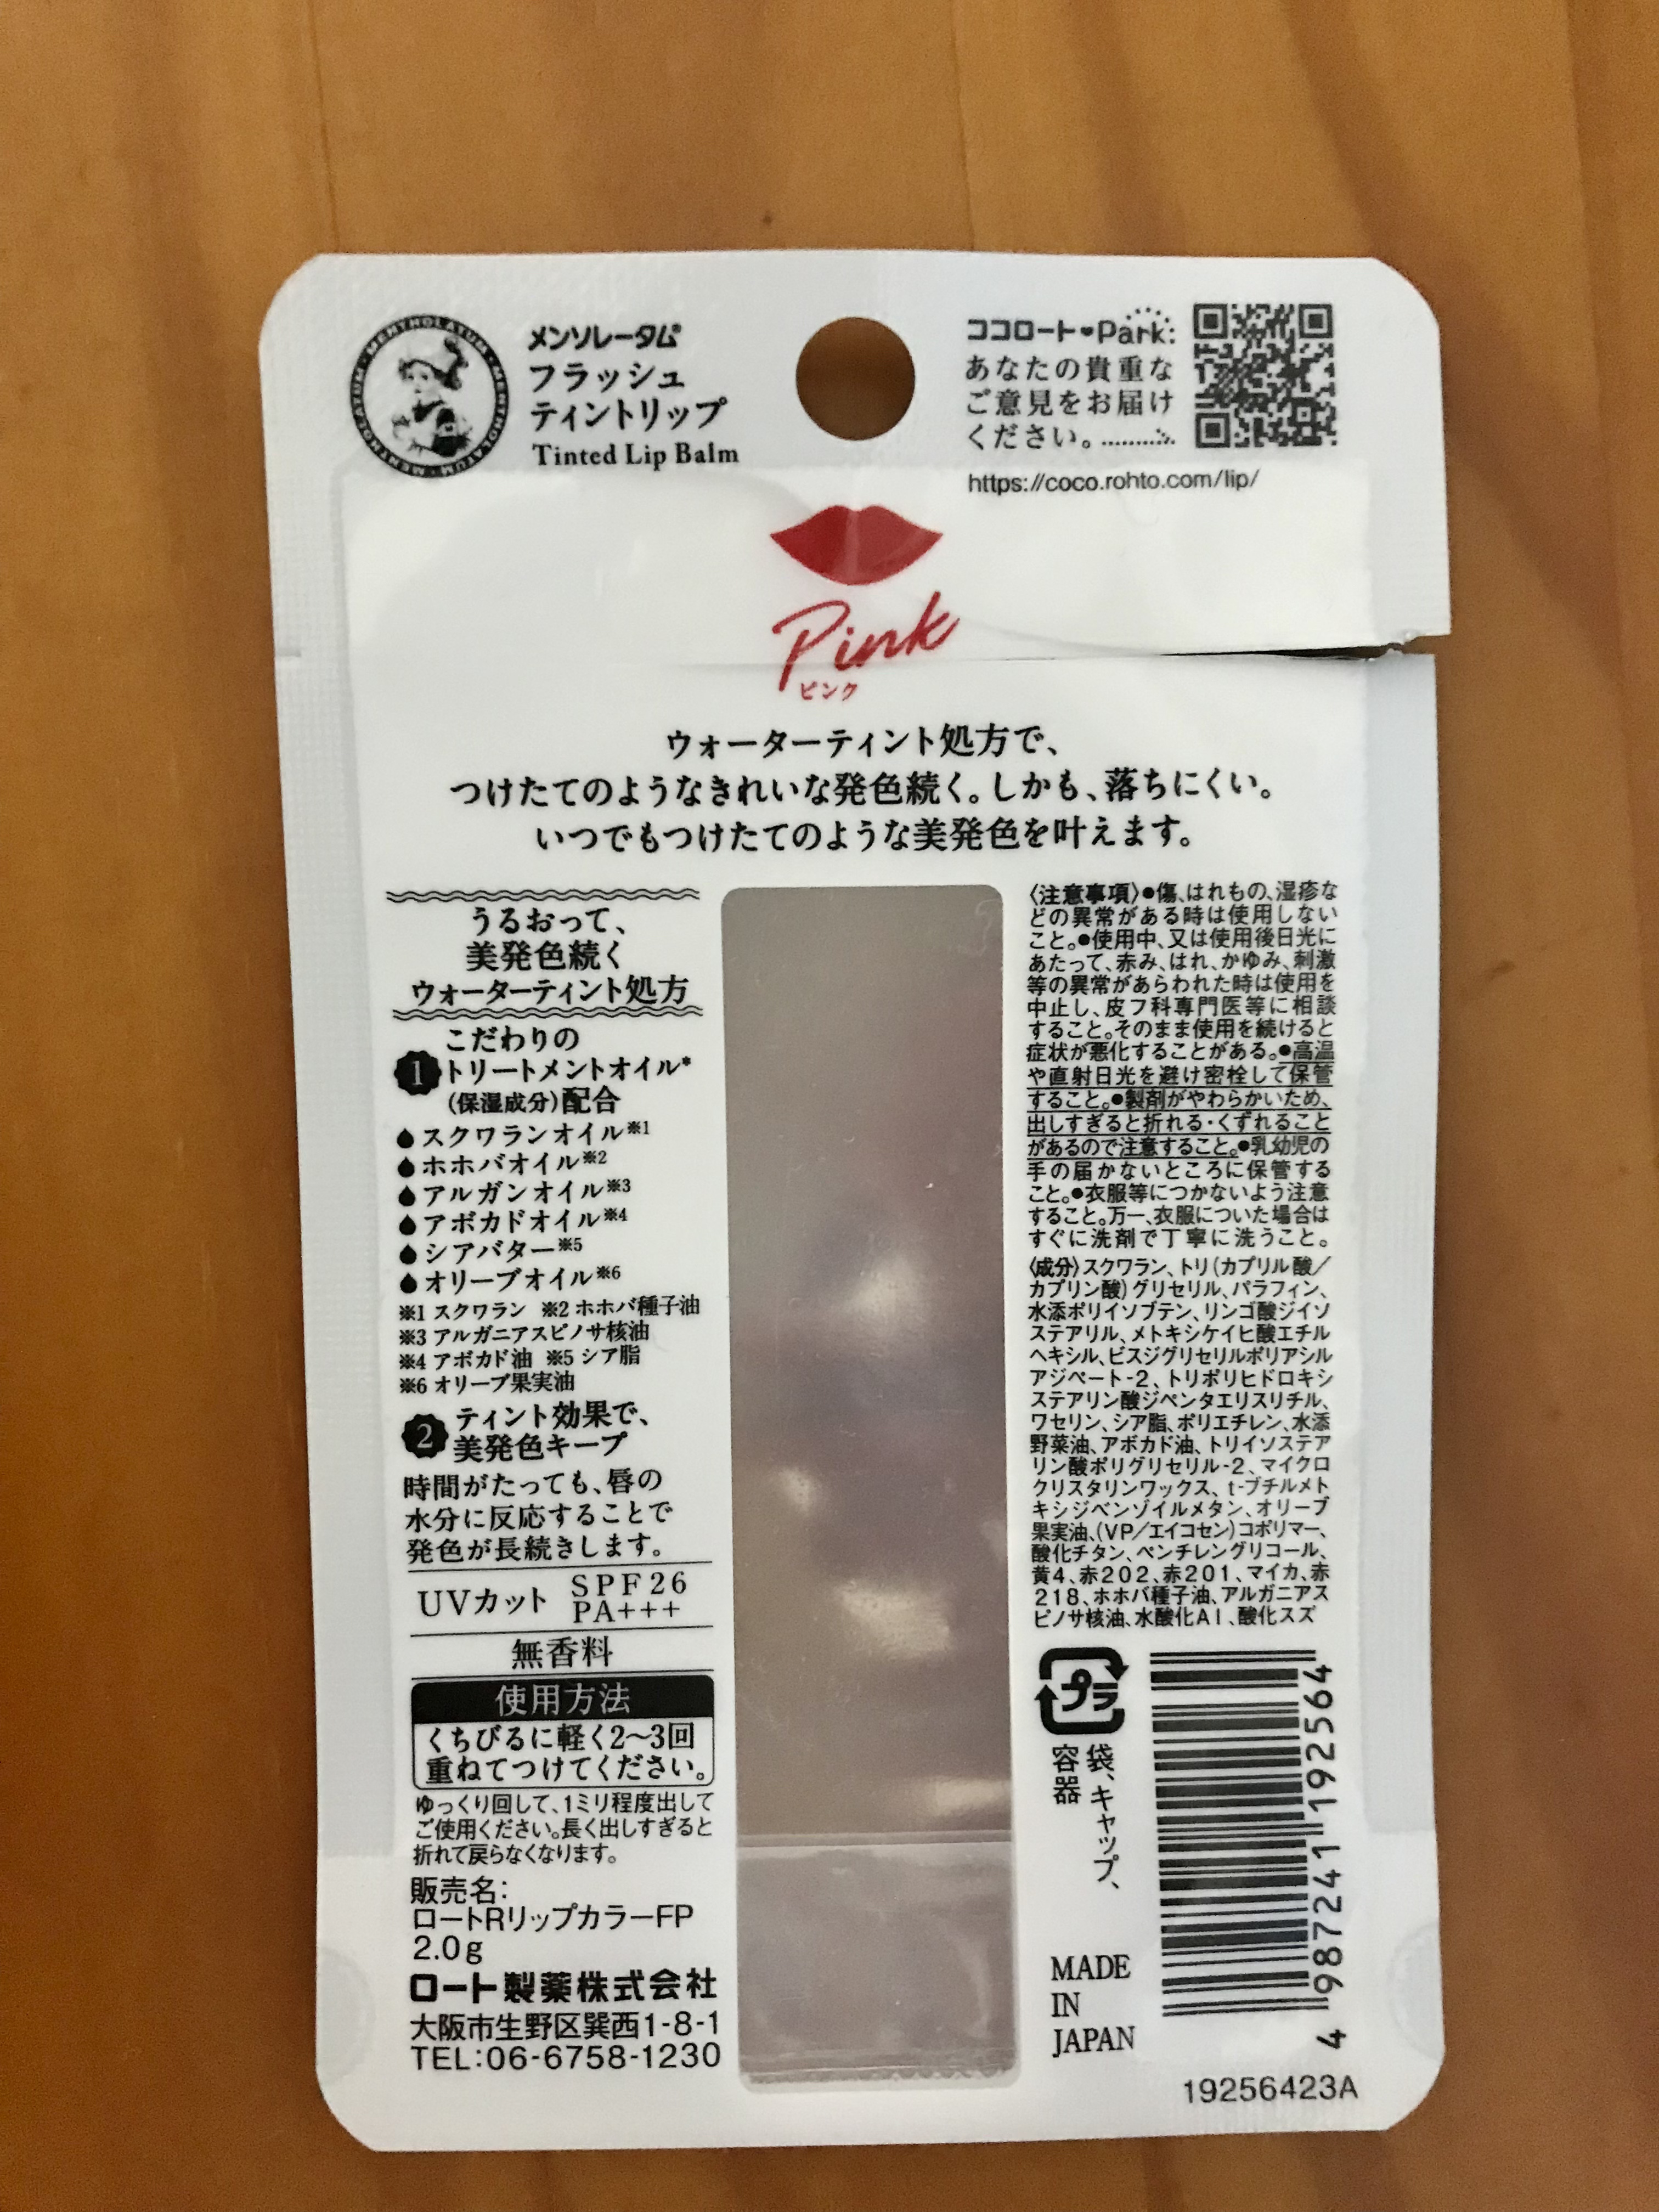 MENTHOLATUM・MENTHOLATUM・MENTHOLATUM・
メンソレータム®
フラッシュ
ティントリップ
Tinted Lip Balm
ココロート♥Park:
あなたの貴重な
ご意見をお届け
ください。
https://coco.rohto.com/lip/
Pink
ピンク
ウォーターティント処方で、
つけたてのようなきれいな発色続く。しかも、落ちにくい。
いつでもつけたてのような美発色を叶えます。
うるおって、
美発色続く
ウォーターティント処方
1 こだわりの
トリートメントオイル*
(保湿成分)配合
スクワランオイル※1
ホホバオイル※2
アルガンオイル※3
アボカドオイル※4
シアバター※5
オリーブオイル※6
※1 スクワラン ※2 ホホバ種子油
※3 アルガニアスピノサ核油
※4 アボカド油 ※5 シア脂
※6 オリーブ果実油
2 ティント効果で、
美発色キープ
時間がたっても、唇の
水分に反応することで
発色が長続きします。
UVカット SPF26
PA+++
無香料
使用方法
くちびるに軽く2〜3回
重ねてつけてください。
ゆっくり回して、1ミリ程度出して
ご使用ください。長く出しすぎると
折れて戻らなくなります。
販売名:
ロートRリップカラーFP
2.0g
ロート製薬株式会社
大阪市生野区巽西1-8-1
TEL:06-6758-1230
〈注意事項〉●傷、はれもの、湿疹な
どの異常がある時は使用しない
こと。●使用中、又は使用後日光に
あたって、赤み、はれ、かゆみ、刺激
等の異常があらわれた時は使用を
中止し、皮フ科専門医等に相談
すること。そのまま使用を続けると
症状が悪化することがある。●高温
や直射日光を避け密栓して保管
すること。●製剤がやわらかいため、
出しすぎると折れる・くずれること
があるので注意すること。●乳幼児の
手の届かないところに保管する
こと。●衣服等につかないよう注意
すること。万一、衣服についた場合は
すぐに洗剤で丁寧に洗うこと。
〈成分〉スクワラン、トリ(カプリル酸/
カプリン酸)グリセリル、パラフィン、
水添ポリイソブテン、リンゴ酸ジイソ
ステアリル、メトキシケイヒ酸エチル
ヘキシル、ビスジグリセリルポリアシル
アジペート-2、トリポリヒドロキシ
ステアリン酸ジペンタエリスリチル、
ワセリン、シア脂、ポリエチレン、水添
野菜油、アボカド油、トリイソステア
リン酸ポリグリセリル-2、マイクロ
クリスタリンワックス、t-ブチルメト
キシジベンゾイルメタン、オリーブ
果実油、(VP/エイコセン)コポリマー、
酸化チタン、ペンチレングリコール、
黄4、赤202、赤201、マイカ、赤
218、ホホバ種子油、アルガニアス
ピノサ核油、水酸化Al、酸化スズ
プラ
袋、キャップ、
容器
MADE
IN
JAPAN
4 987241 192564
19256423A